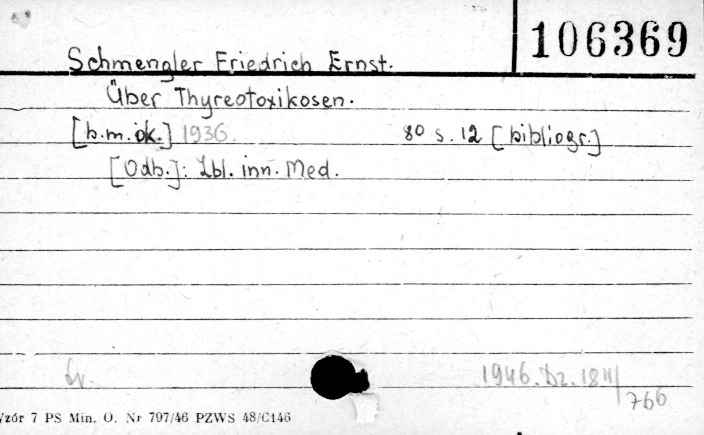 106369
Schmengler Friedrich Ernst.
Über Thyreotoxikosen.
[b.m.ok.] 1936. 8° s. 12 [bibliogr.]
[Odb.]: Zbl. inn. Med.
1946. Dz. 1811/766
Wzór 7 PS Min. O. Nr 797/46 PZWS 48/C146